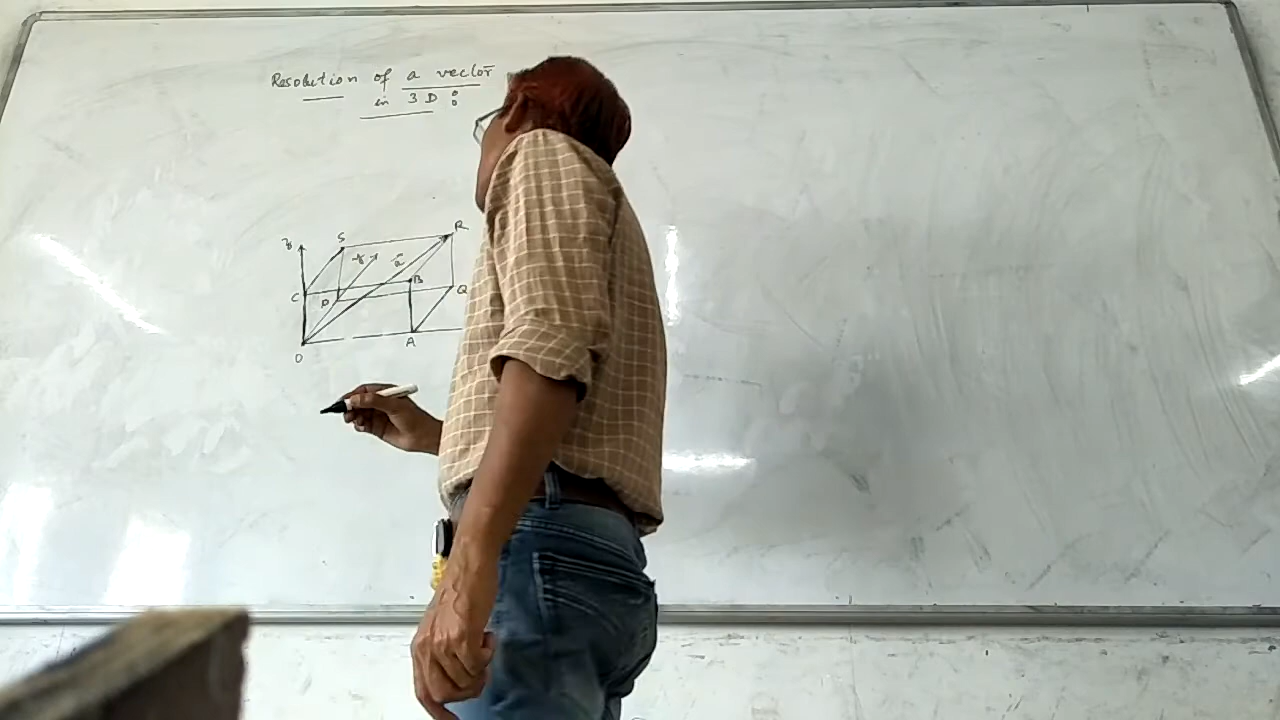 Resolution of a vector
in 3D :
S
R
a
C
P
B
Q
O
A